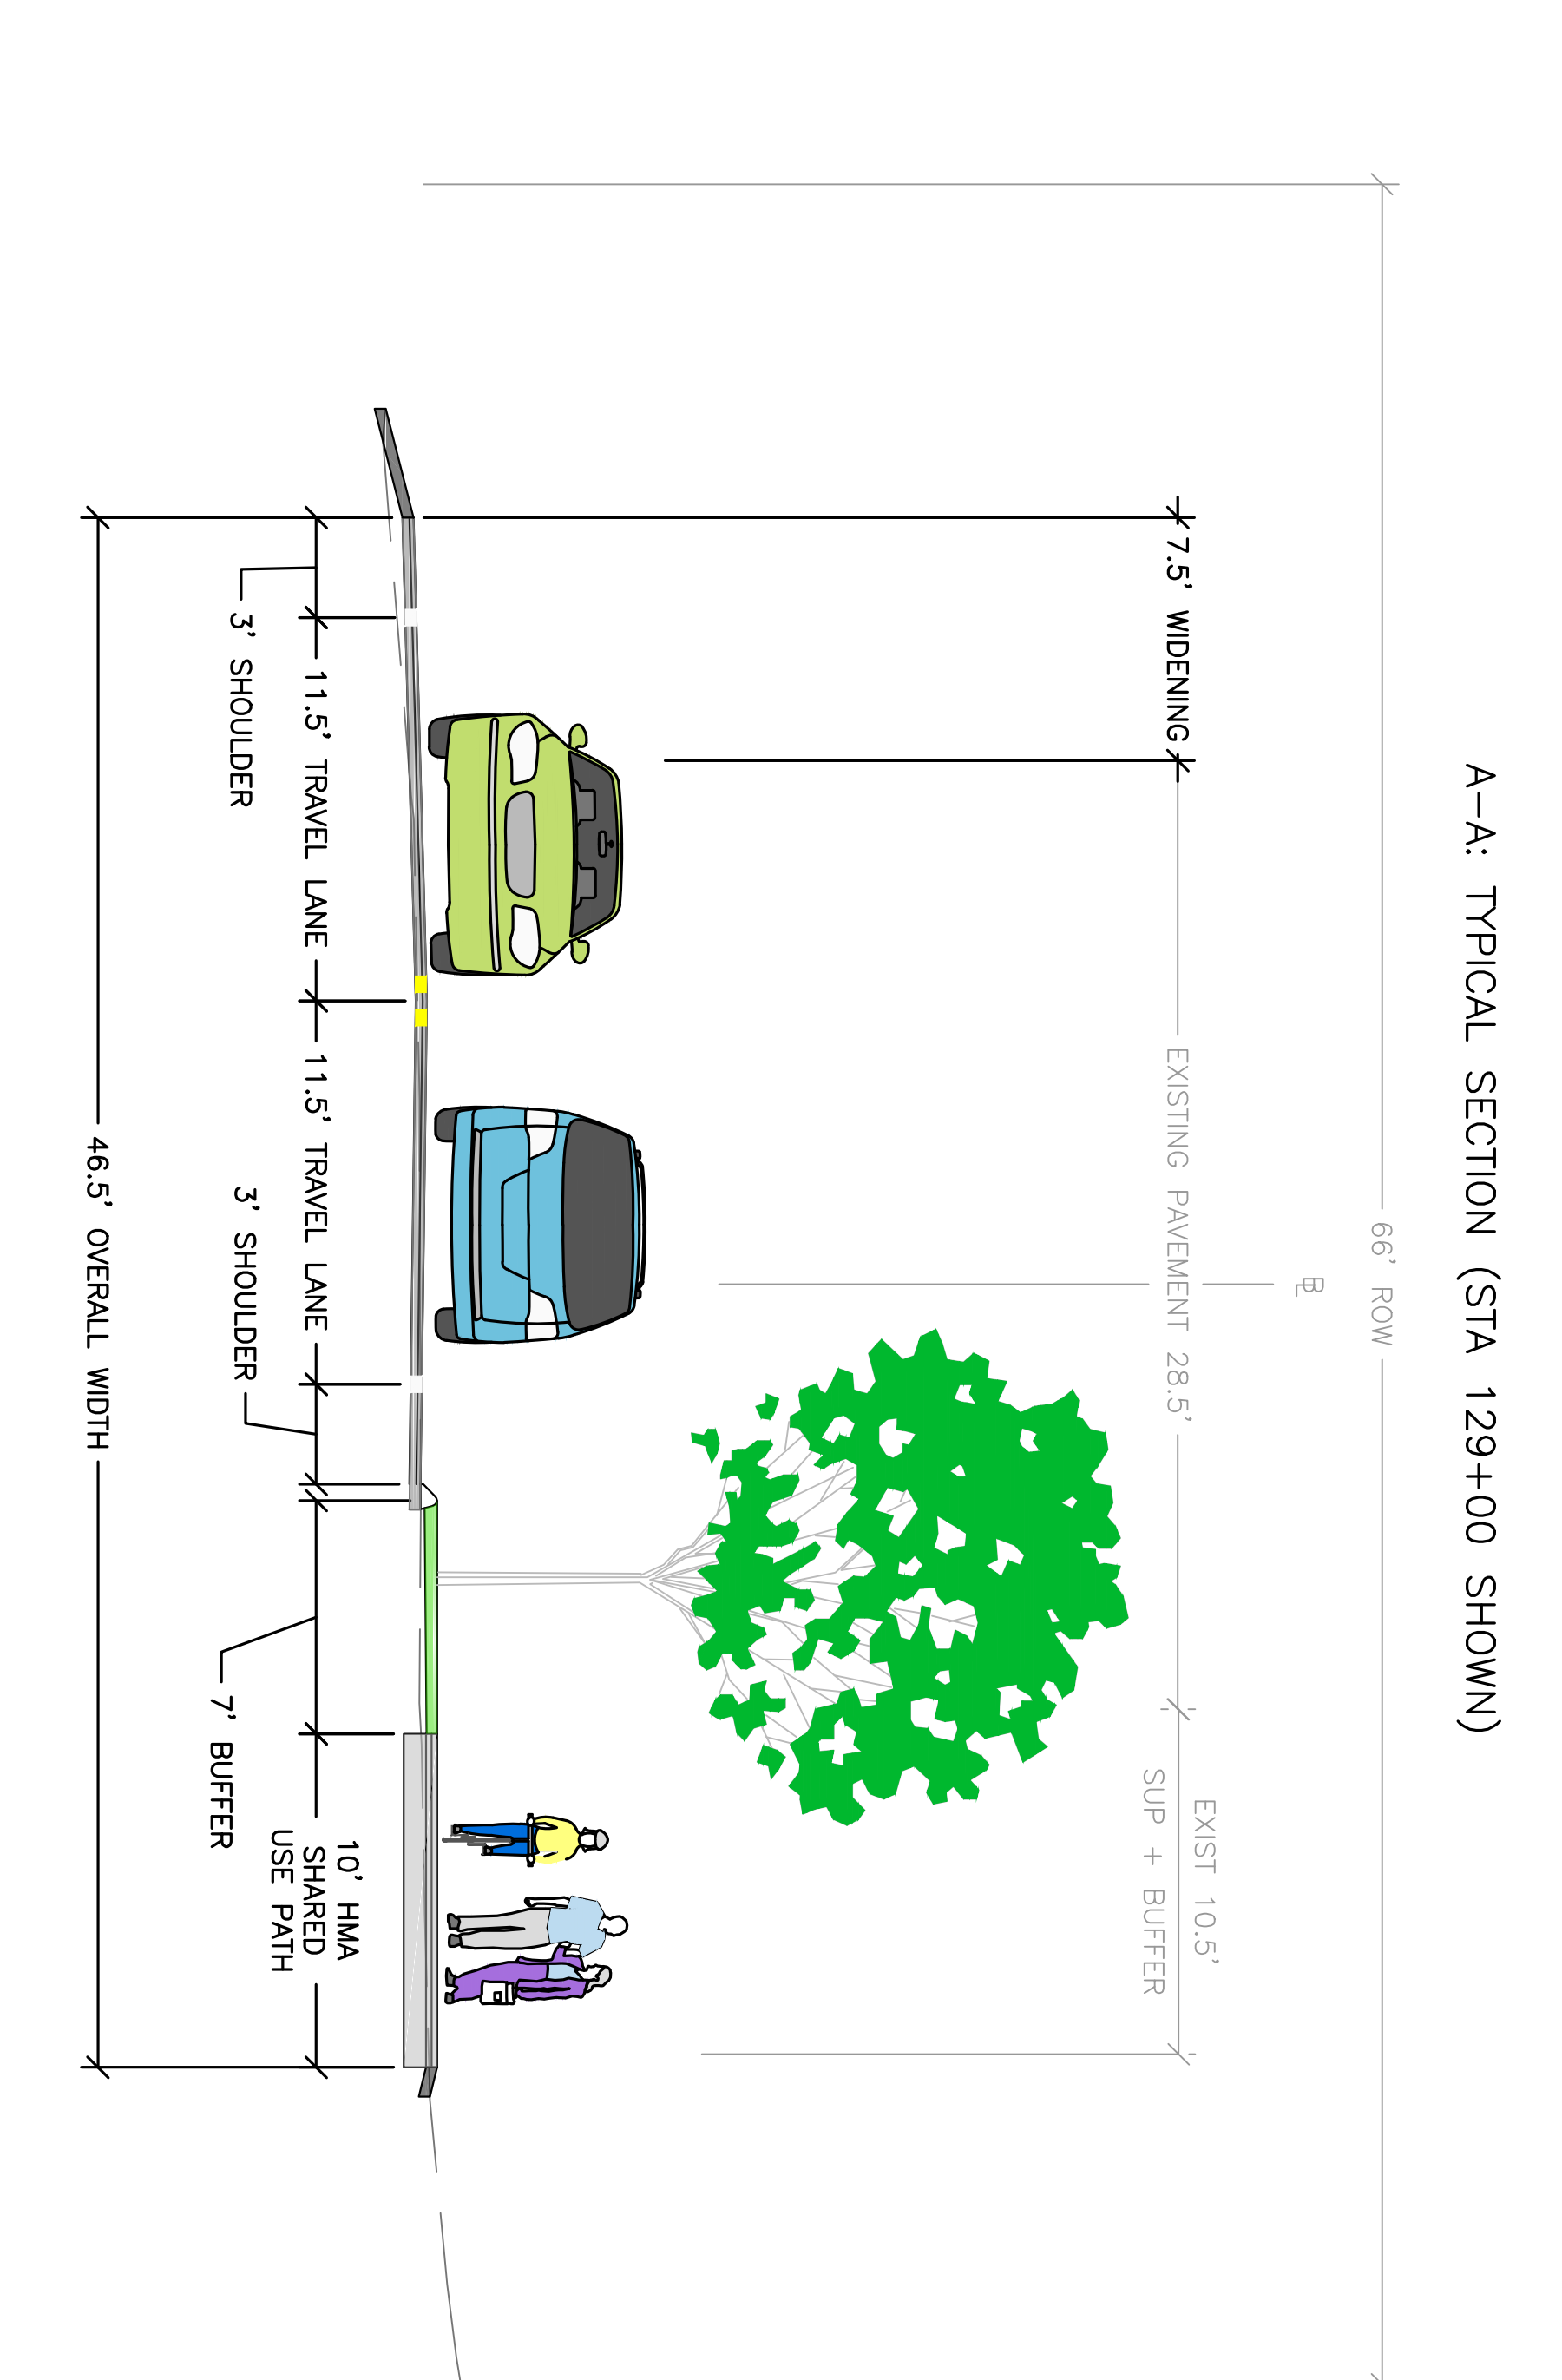 A-A: TYPICAL SECTION (STA 129+00 SHOWN)
66' ROW
BL
7.5' WIDENING
EXISTING PAVEMENT 28.5'
EXIST 10.5'
SUP + BUFFER
11.5' TRAVEL LANE
11.5' TRAVEL LANE
10' HMA
SHARED
USE PATH
3' SHOULDER
3' SHOULDER
7' BUFFER
46.5' OVERALL WIDTH